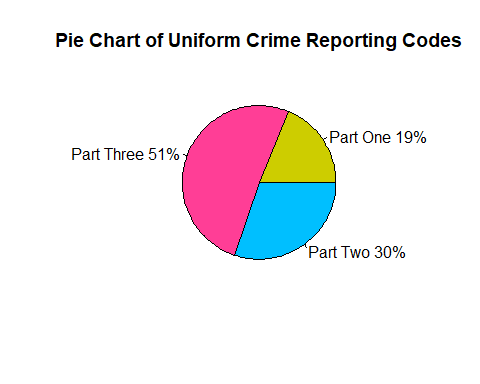 Pie Chart of Uniform Crime Reporting Codes
Part One 19%
Part Three 51%
Part Two 30%